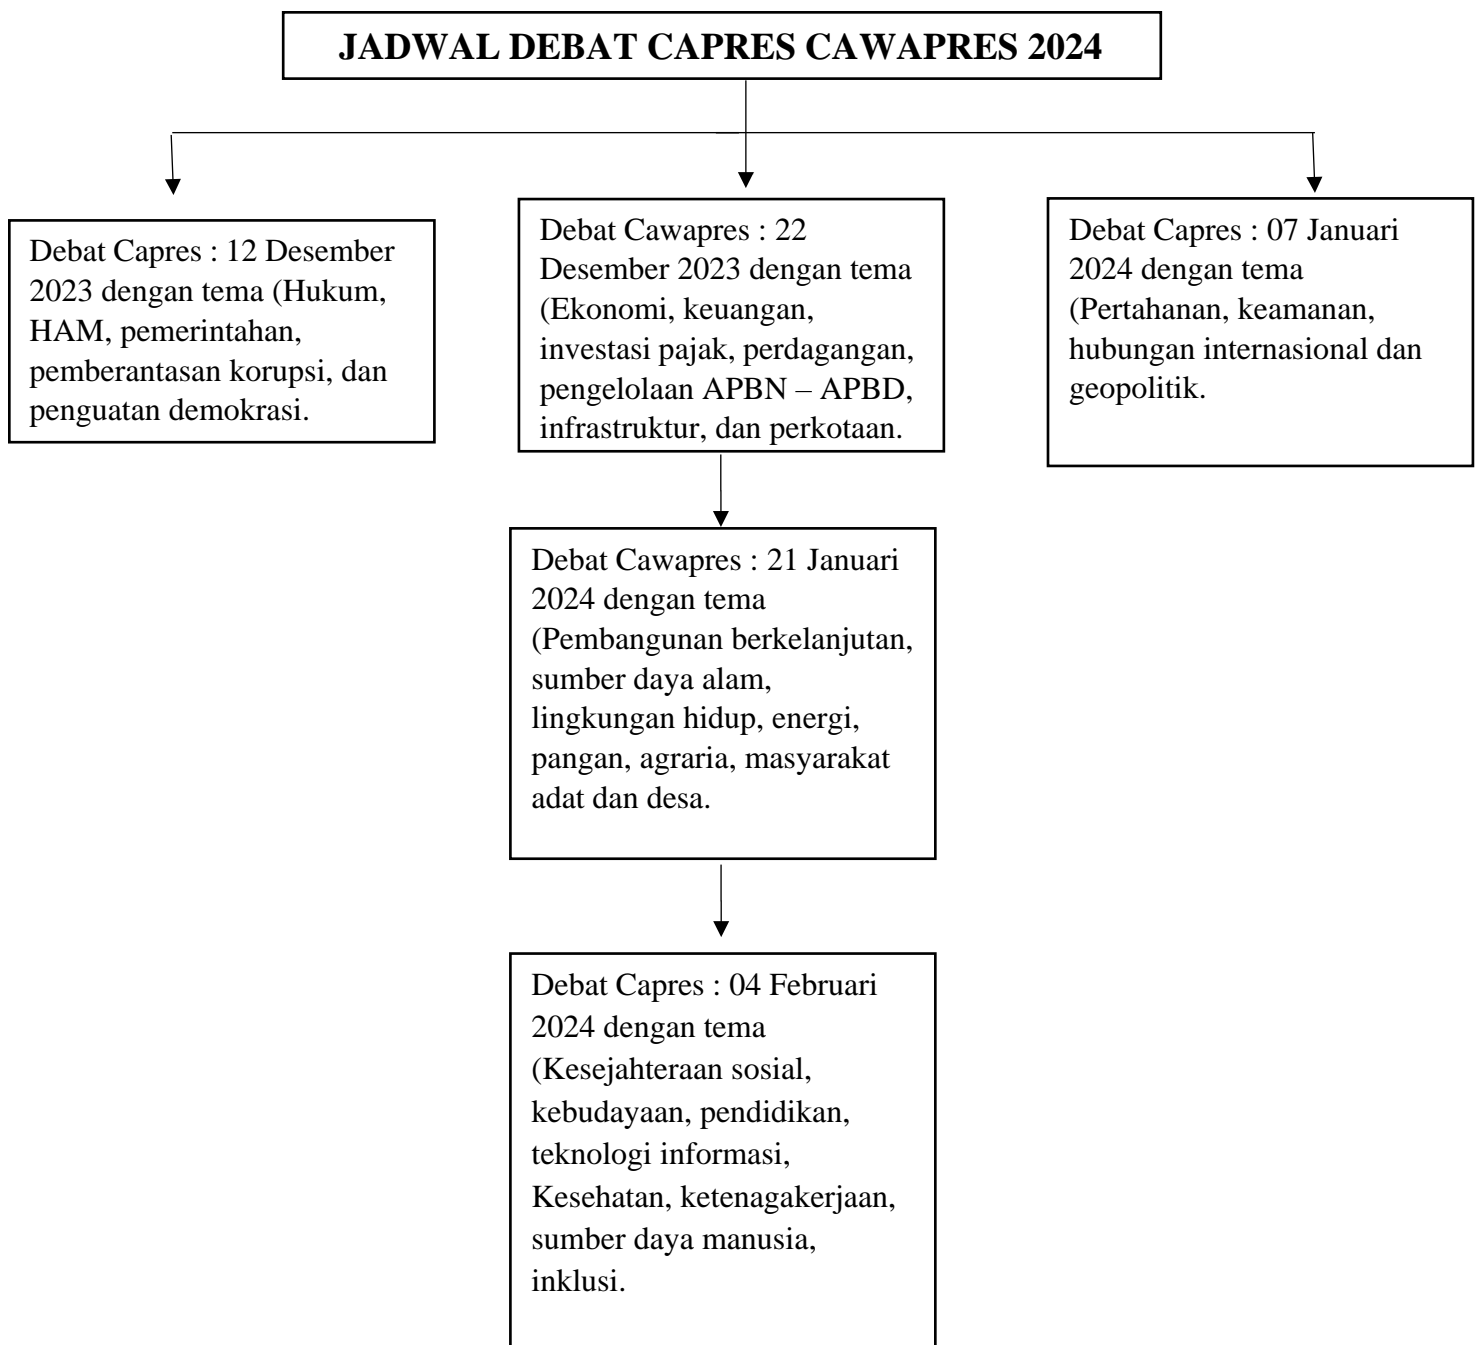 JADWAL DEBAT CAPRES CAWAPRES 2024
Debat Capres : 12 Desember
2023 dengan tema (Hukum,
HAM, pemerintahan,
pemberantasan korupsi, dan
penguatan demokrasi.
Debat Cawapres : 22
Desember 2023 dengan tema
(Ekonomi, keuangan,
investasi pajak, perdagangan,
pengelolaan APBN – APBD,
infrastruktur, dan perkotaan.
Debat Capres : 07 Januari
2024 dengan tema
(Pertahanan, keamanan,
hubungan internasional dan
geopolitik.
Debat Cawapres : 21 Januari
2024 dengan tema
(Pembangunan berkelanjutan,
sumber daya alam,
lingkungan hidup, energi,
pangan, agraria, masyarakat
adat dan desa.
Debat Capres : 04 Februari
2024 dengan tema
(Kesejahteraan sosial,
kebudayaan, pendidikan,
teknologi informasi,
Kesehatan, ketenagakerjaan,
sumber daya manusia,
inklusi.